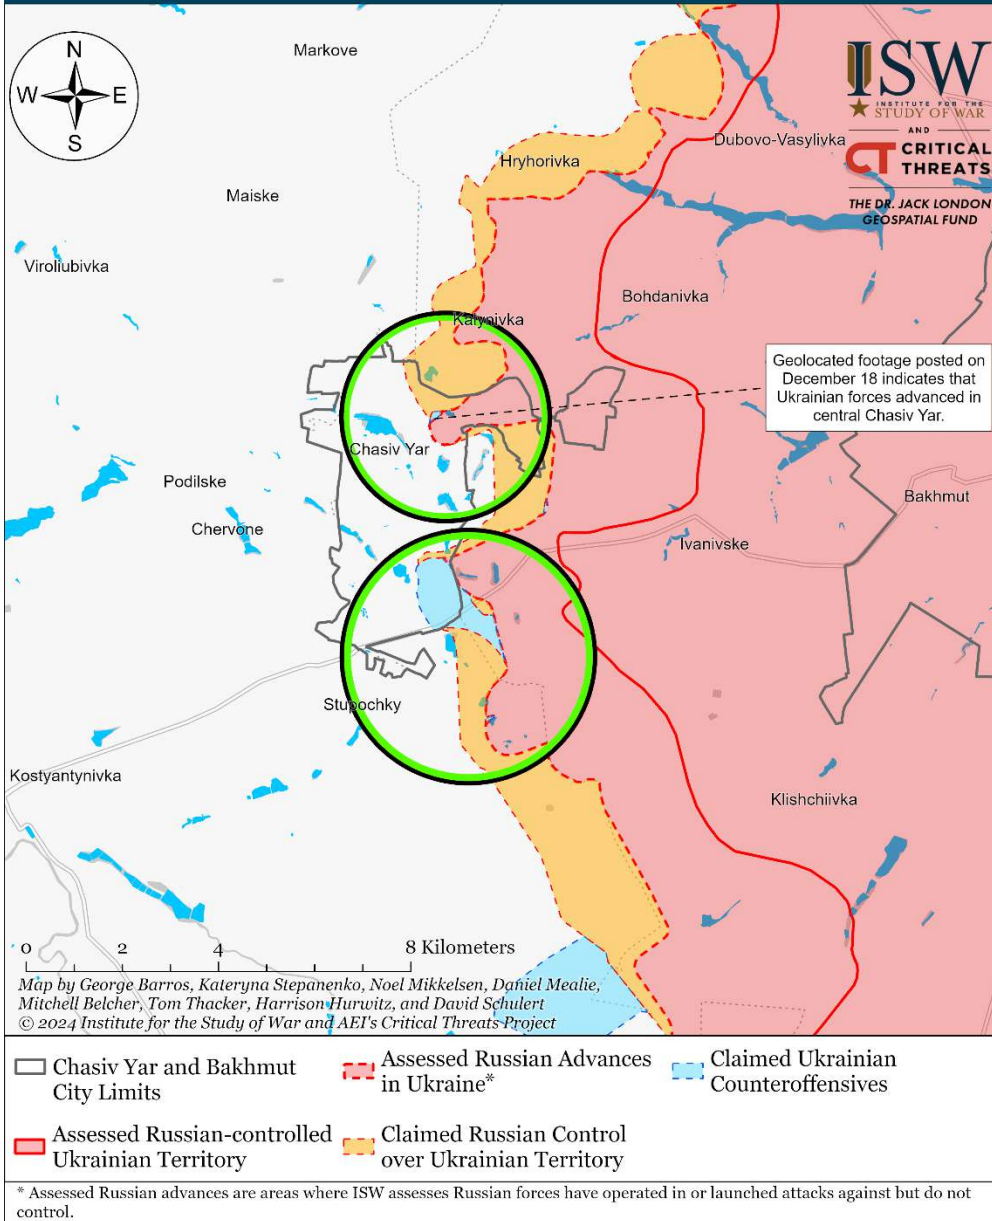 N
W E
S
Markove
ISW
INSTITUTE FOR THE
STUDY OF WAR
AND
CT CRITICAL
THREATS
THE DR. JACK LONDON
GEOSPATIAL FUND
Dubovo-Vasylivka
Hryhorivka
Maiske
Viroliubivka
Bohdanivka
Kalynivka
Geolocated footage posted on
December 18 indicates that
Ukrainian forces advanced in
central Chasiv Yar.
Chasiv Yar
Podilske
Bakhmut
Chervone
Ivanivske
Stupochky
Kostyantynivka
Klishchiivka
0 2 4 8 Kilometers
Map by George Barros, Kateryna Stepanenko, Noel Mikkelsen, Daniel Mealie,
Mitchell Belcher, Tom Thacker, Harrison Hurwitz, and David Schulert
© 2024 Institute for the Study of War and AEI's Critical Threats Project
Chasiv Yar and Bakhmut
City Limits
Assessed Russian Advances
in Ukraine*
Claimed Ukrainian
Counteroffensives
Assessed Russian-controlled
Ukrainian Territory
Claimed Russian Control
over Ukrainian Territory
* Assessed Russian advances are areas where ISW assesses Russian forces have operated in or launched attacks against but do not
control.